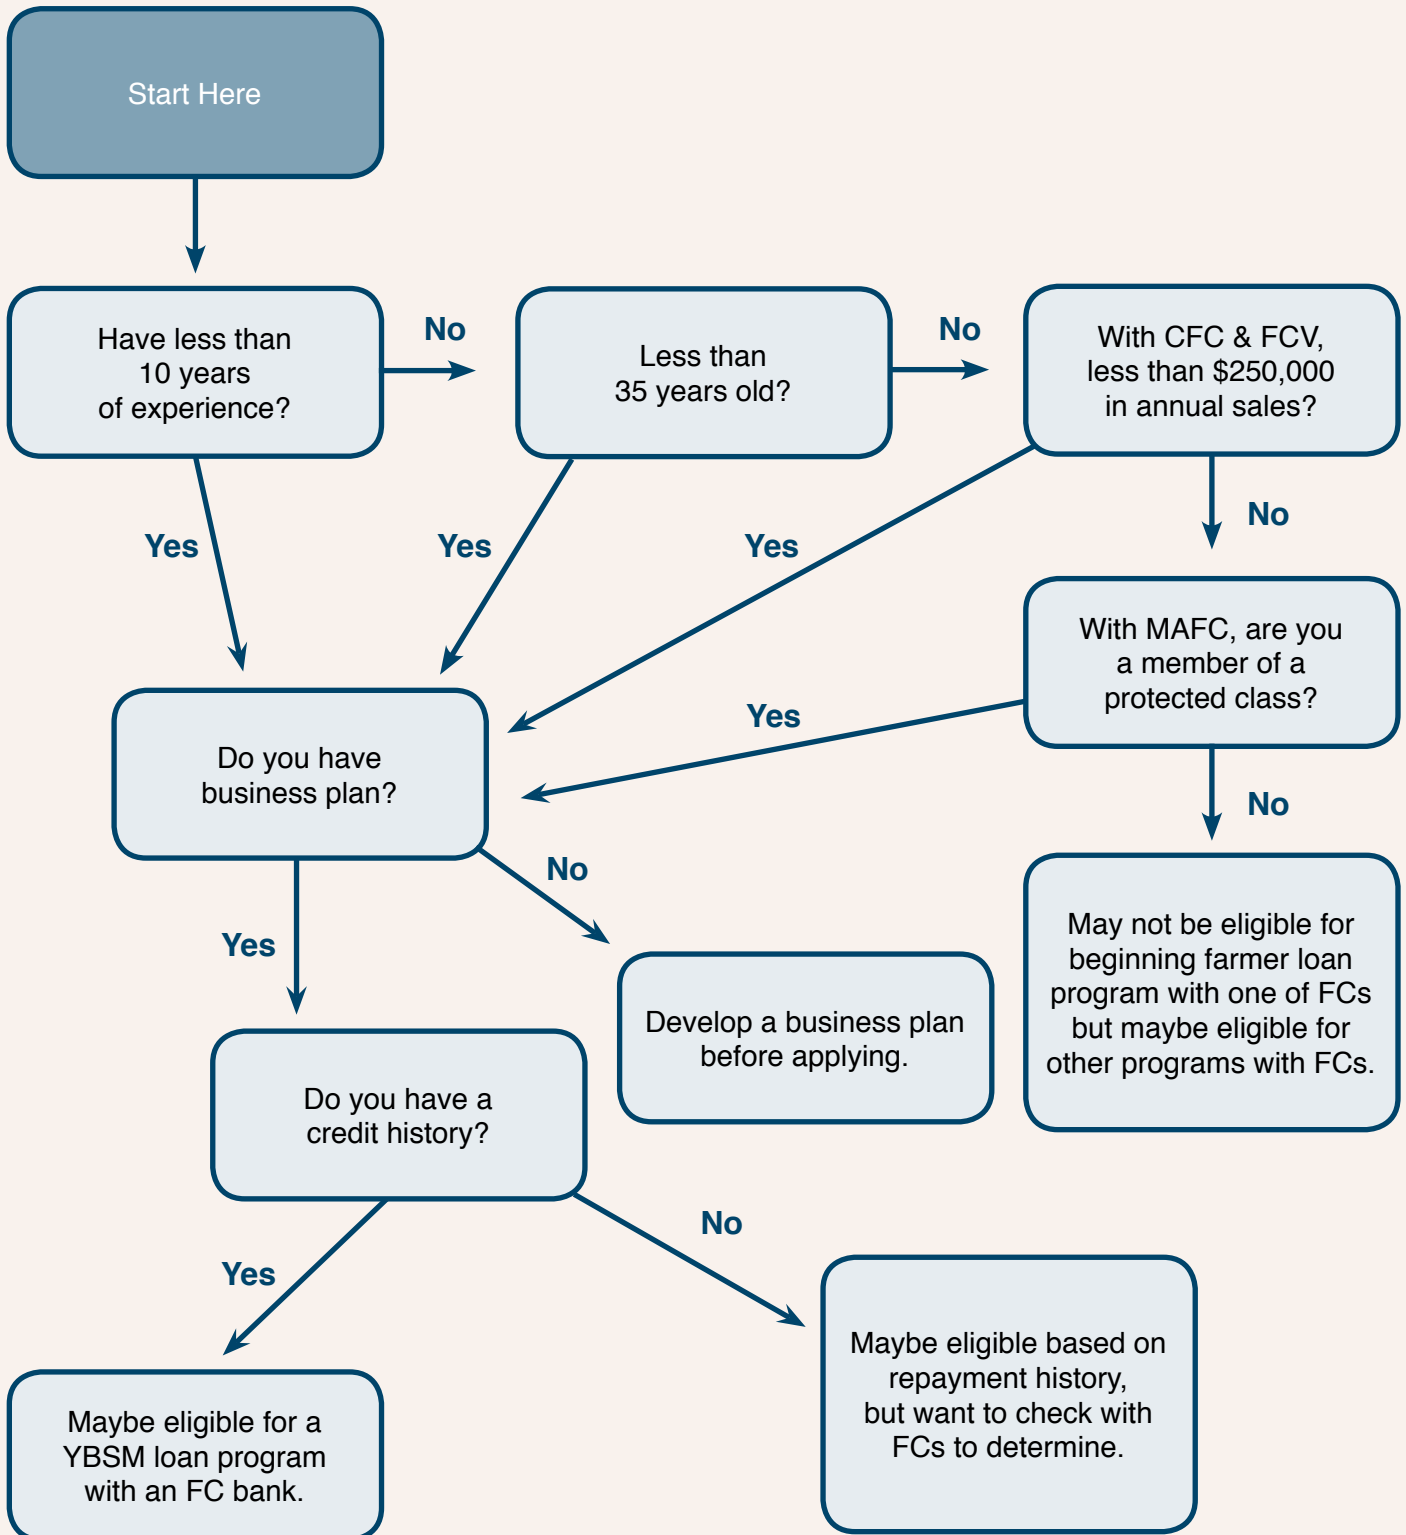 Start Here
Have less than
10 years
of experience?
No
Less than
35 years old?
No
With CFC & FCV,
less than $250,000
in annual sales?
Yes
Yes
Yes
No
With MAFC, are you
a member of a
protected class?
Yes
No
Do you have
business plan?
No
Yes
Develop a business plan
before applying.
May not be eligible for
beginning farmer loan
program with one of FCs
but maybe eligible for
other programs with FCs.
Do you have a
credit history?
No
Yes
Maybe eligible for a
YBSM loan program
with an FC bank.
Maybe eligible based on
repayment history,
but want to check with
FCs to determine.